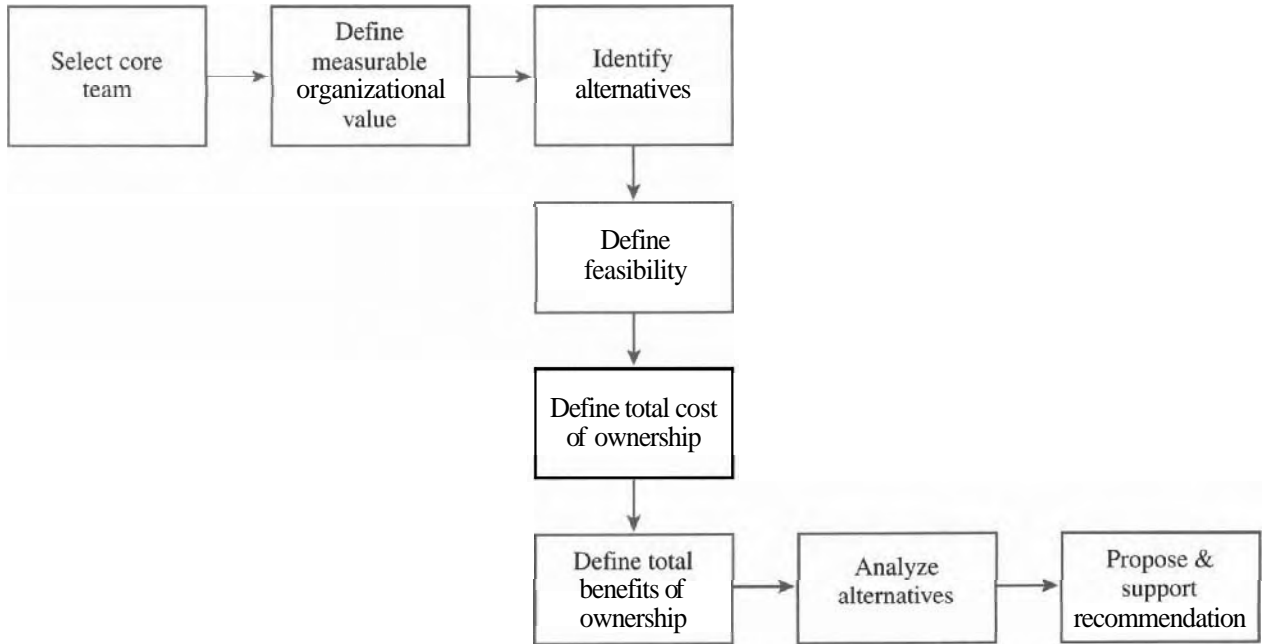 Select core
team
Define
measurable
organizational
value
Identify
alternatives
Define
feasibility
Define total cost
of ownership
Define total
benefits of
ownership
Analyze
alternatives
Propose &
support
recommendation